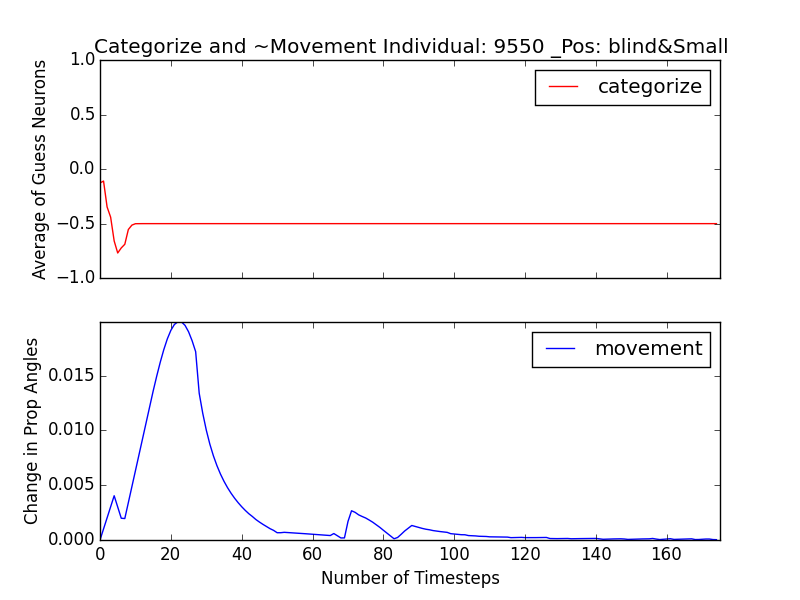 Categorize and ~Movement Individual: 9550 _Pos: blind&Small
Average of Guess Neurons
1.0
0.5
0.0
−0.5
−1.0
categorize
Change in Prop Angles
0.015
0.010
0.005
0.000
movement
0 20 40 60 80 100 120 140 160
Number of Timesteps